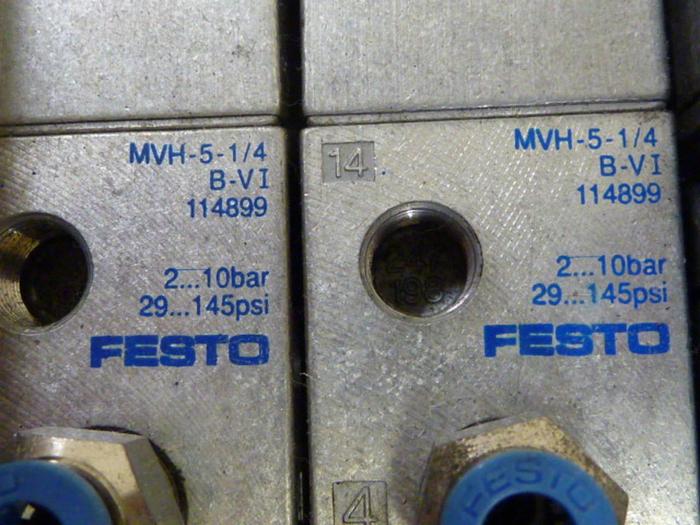 MVH-5-1/4
B-VI
114899
2...10bar
29...145psi
FESTO
14
MVH-5-1/4
B-VI
114899
2...10bar
29...145psi
FESTO
4
FESTO